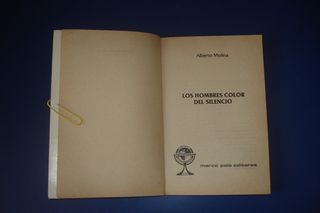 Alberto Molina
LOS HOMBRES COLOR
DEL SILENCIO
marco polo editores